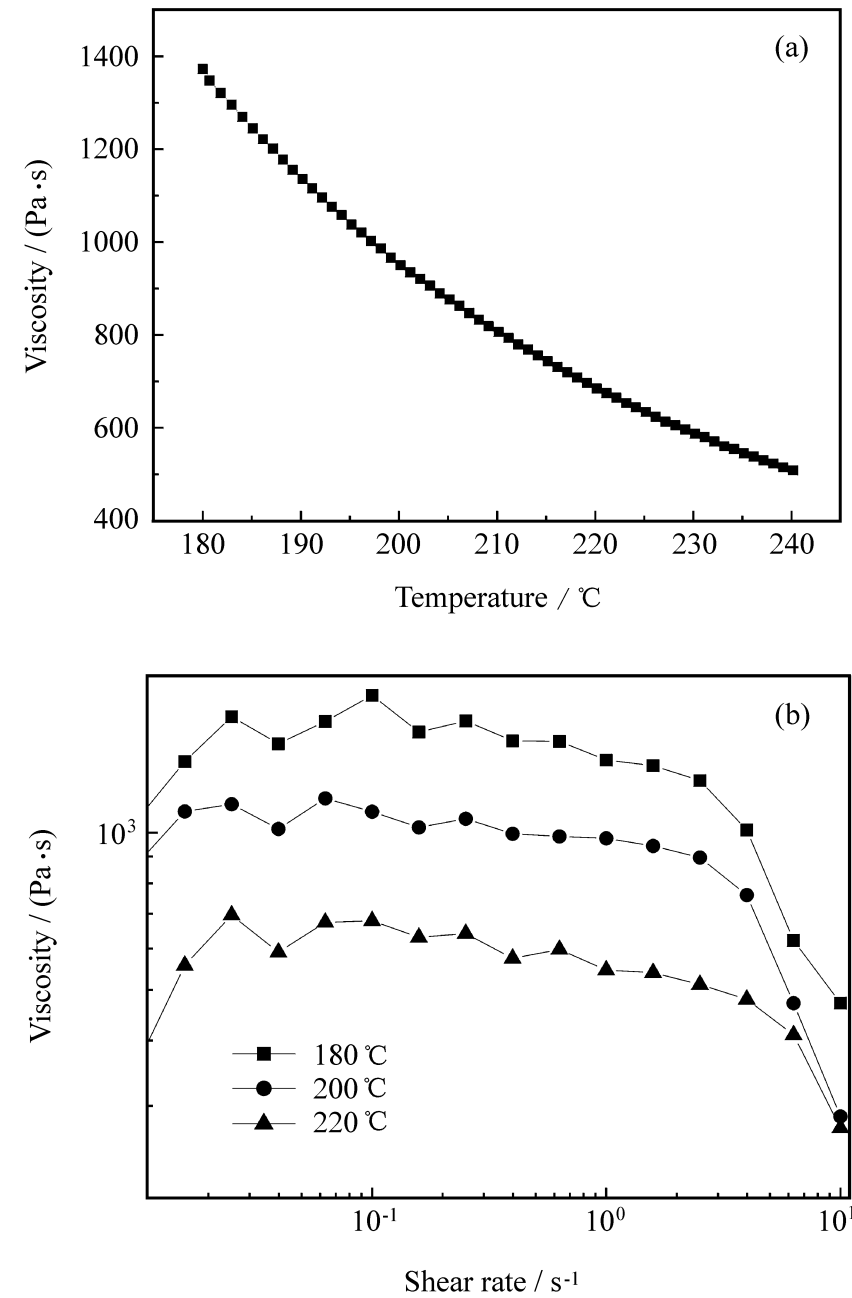 (a)
1400
1200
1000
800
600
400
Viscosity / (Pa·s)
180 190 200 210 220 230 240
Temperature / ℃
(b)
10³
Viscosity / (Pa·s)
180 ℃
200 ℃
220 ℃
10⁻¹ 10⁰ 10¹
Shear rate / s⁻¹